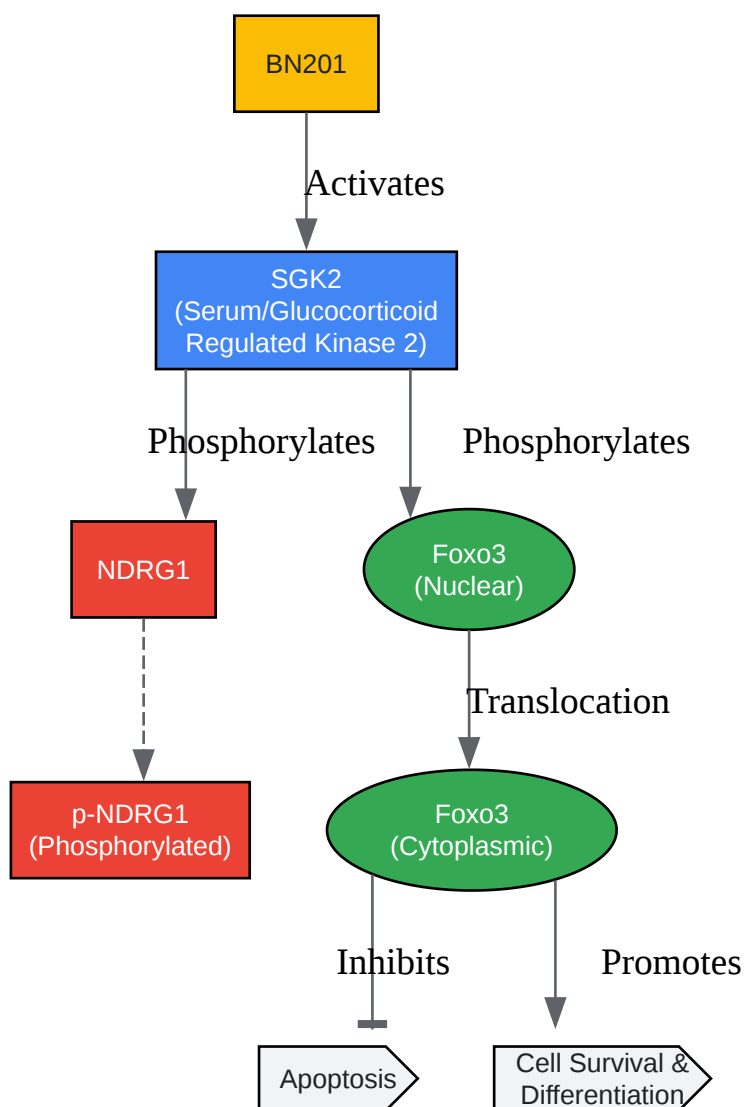 BN201
Activates
SGK2
(Serum/Glucocorticoid
Regulated Kinase 2)
Phosphorylates
Phosphorylates
NDRG1
Foxo3
(Nuclear)
Translocation
p-NDRG1
(Phosphorylated)
Foxo3
(Cytoplasmic)
Inhibits
Promotes
Apoptosis
Cell Survival &
Differentiation